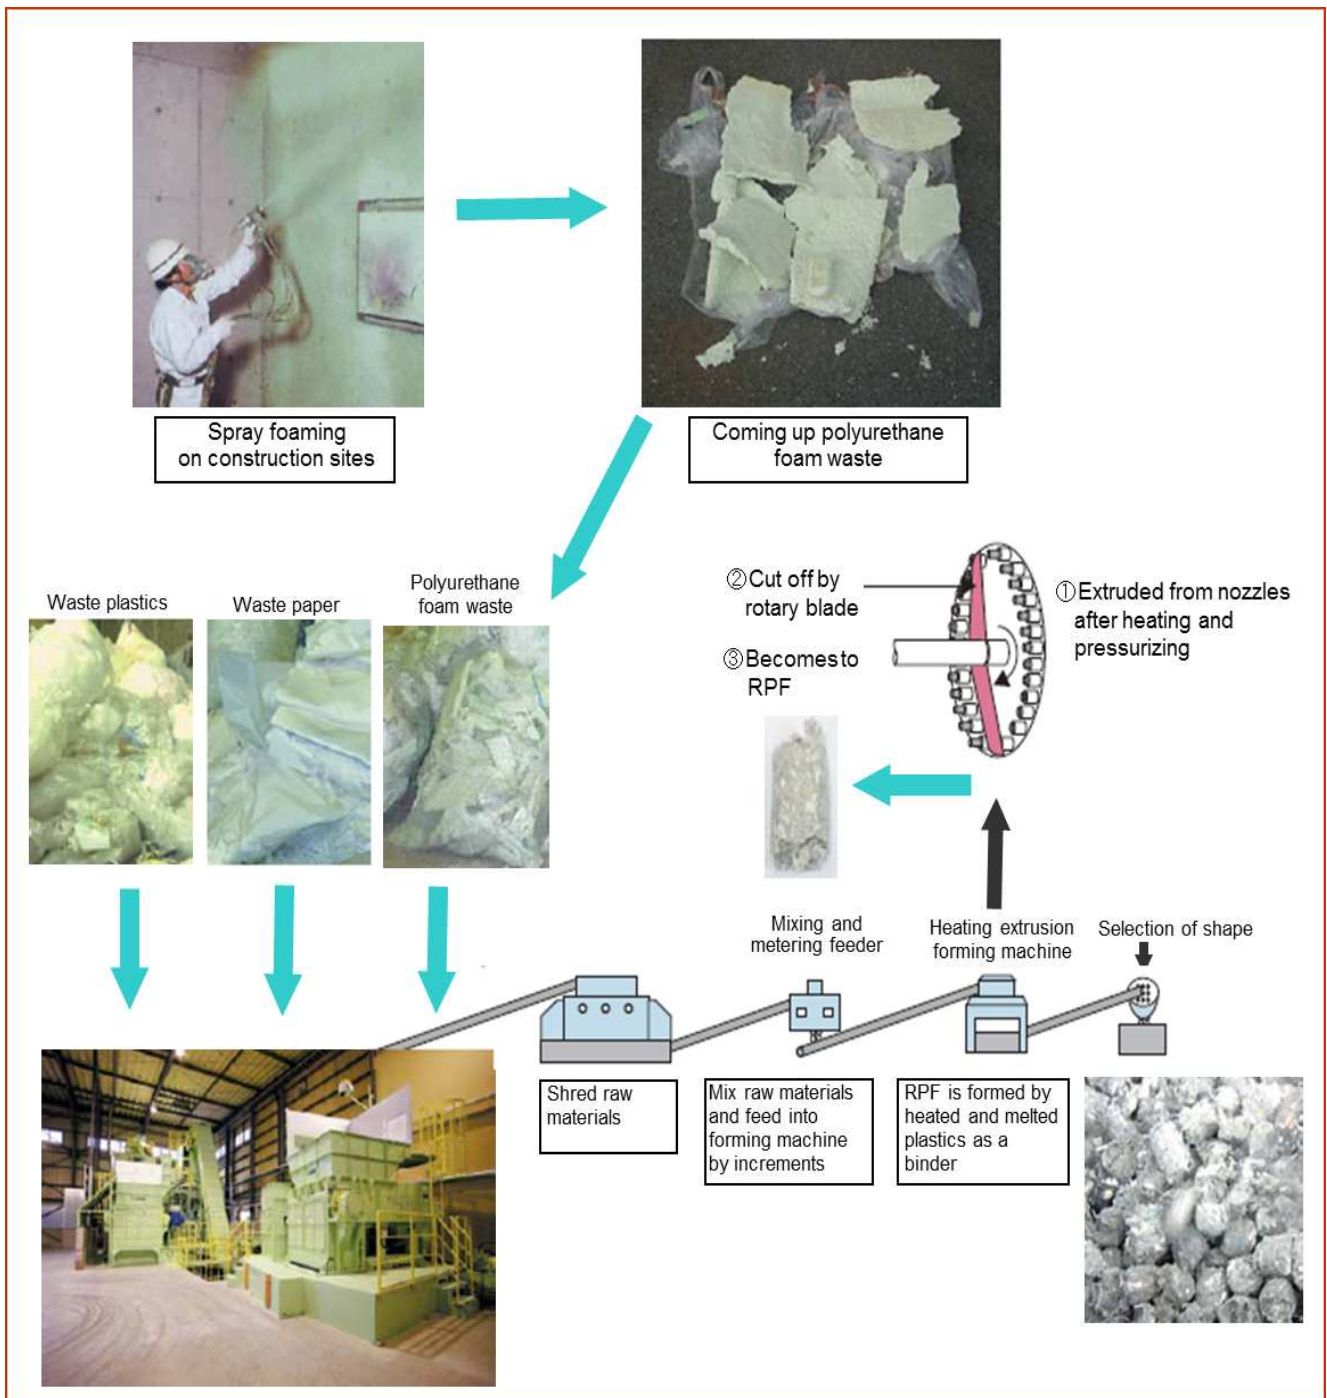 Spray foaming
on construction sites
Coming up polyurethane
foam waste
Waste plastics
Waste paper
Polyurethane
foam waste
②Cut off by
rotary blade
①Extruded from nozzles
after heating and
pressurizing
③Becomes to
RPF
Mixing and
metering feeder
Heating extrusion
forming machine
Selection of shape
Shred raw
materials
Mix raw materials
and feed into
forming machine
by increments
RPF is formed by
heated and melted
plastics as a
binder